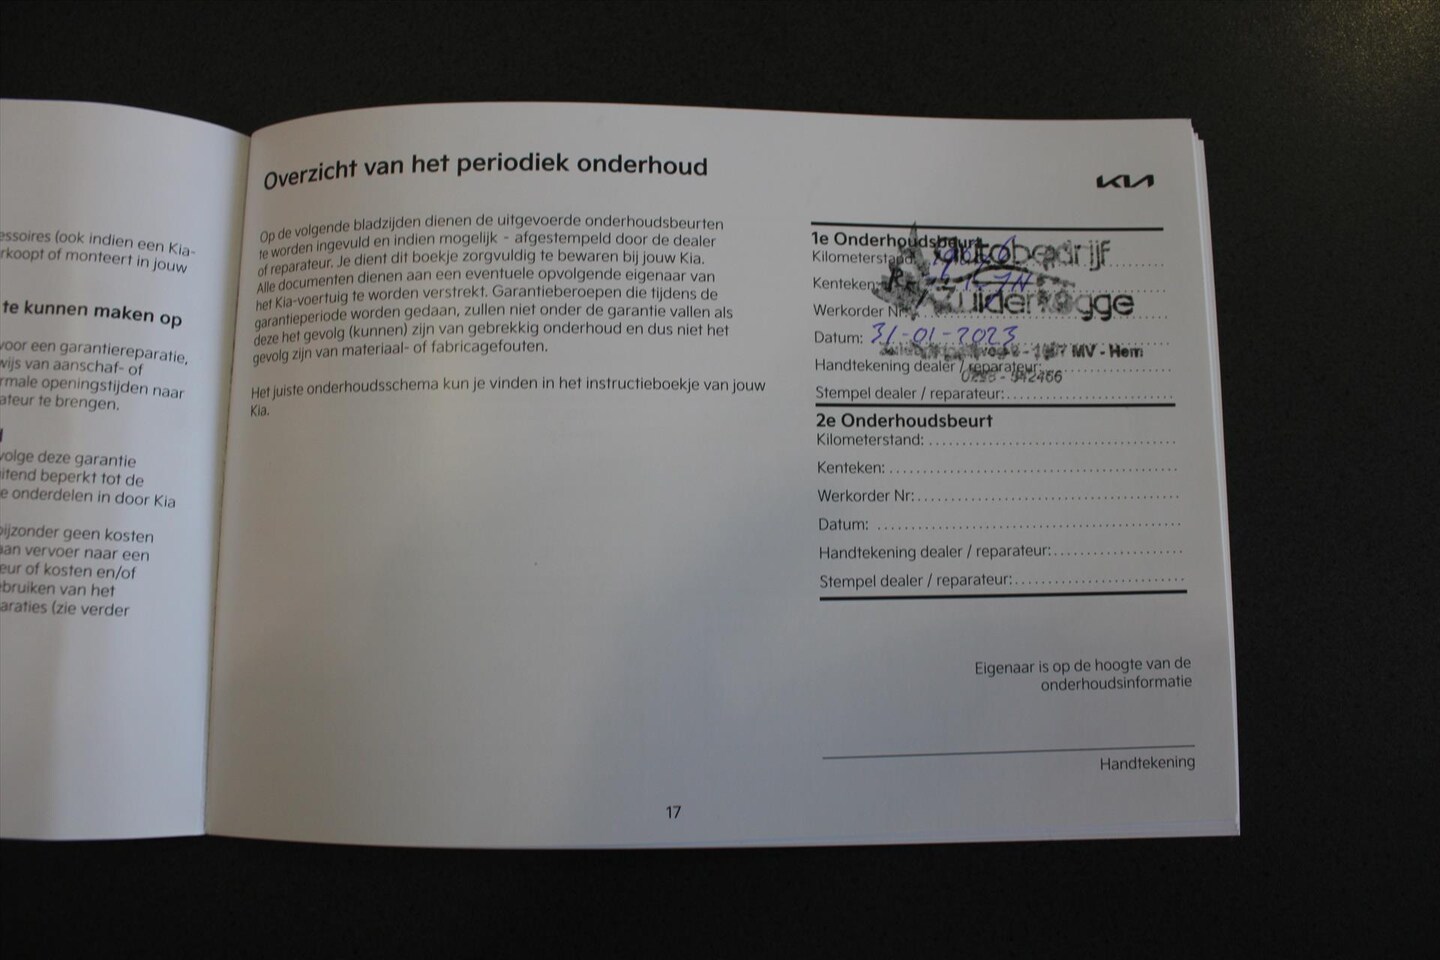 essoires (ook indien een Kia-
rkoopt of monteert in jouw
te kunnen maken op
voor een garantiereparatie,
wijs van aanschaf- of
rmale openingstijden naar
ateur te brengen.
volge deze garantie
itend beperkt tot de
e onderdelen in door Kia
bijzonder geen kosten
aan vervoer naar een
eur of kosten en/of
ebruiken van het
araties (zie verder
Overzicht van het periodiek onderhoud
Op de volgende bladzijden dienen de uitgevoerde onderhoudsbeurten
te worden ingevuld en indien mogelijk - afgestempeld door de dealer
of reparateur. Je dient dit boekje zorgvuldig te bewaren bij jouw Kia.
Alle documenten dienen aan een eventuele opvolgende eigenaar van
het Kia-voertuig te worden verstrekt. Garantieberoepen die tijdens de
garantieperiode worden gedaan, zullen niet onder de garantie vallen als
deze het gevolg (kunnen) zijn van gebrekkig onderhoud en dus niet het
gevolg zijn van materiaal- of fabricagefouten.
Het juiste onderhoudsschema kun je vinden in het instructieboekje van jouw
Kia.
17
KIA
1e Onderhoudsbeurt
autobedrijf
Kilometerstand:
Kenteken:
Zuiderkogge
Werkorder Nr:
Datum: 31-01-2023
MV - Hem
Handtekening dealer / reparateur:
Stempel dealer / reparateur:
2e Onderhoudsbeurt
Kilometerstand:
Kenteken:
Werkorder Nr:
Datum:
Handtekening dealer / reparateur:
Stempel dealer / reparateur:
Eigenaar is op de hoogte van de
onderhoudsinformatie
Handtekening